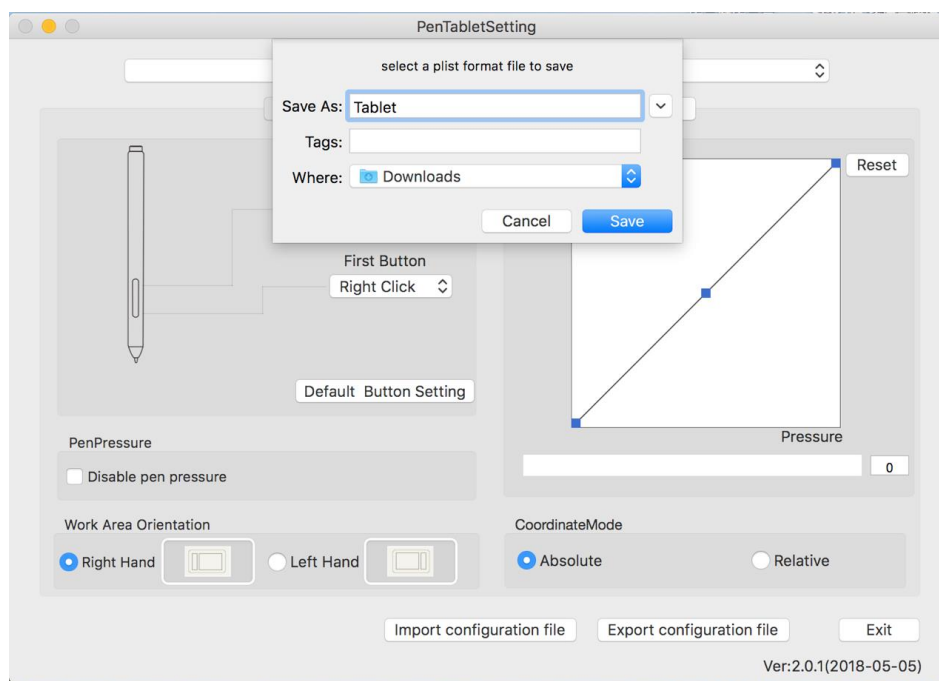 PenTabletSetting
select a plist format file to save
Save As: Tablet
Tags:
Where: Downloads
Cancel Save
Reset
First Button
Right Click
Default Button Setting
Pressure
0
PenPressure
Disable pen pressure
Work Area Orientation
Right Hand Left Hand
CoordinateMode
Absolute Relative
Import configuration file Export configuration file Exit
Ver:2.0.1(2018-05-05)